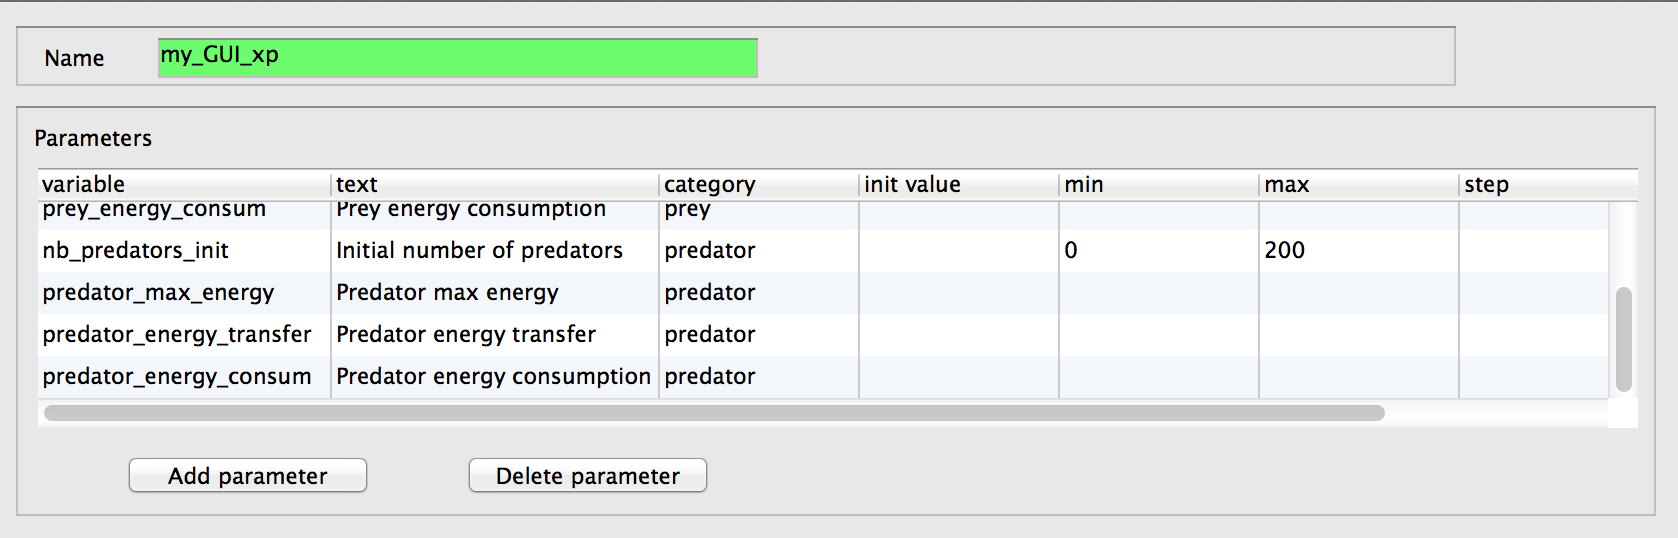 Name my_GUI_xp
Parameters
variable text category init value min max step
prey_energy_consum Prey energy consumption prey
nb_predators_init Initial number of predators predator 0 200
predator_max_energy Predator max energy predator
predator_energy_transfer Predator energy transfer predator
predator_energy_consum Predator energy consumption predator
Add parameter Delete parameter